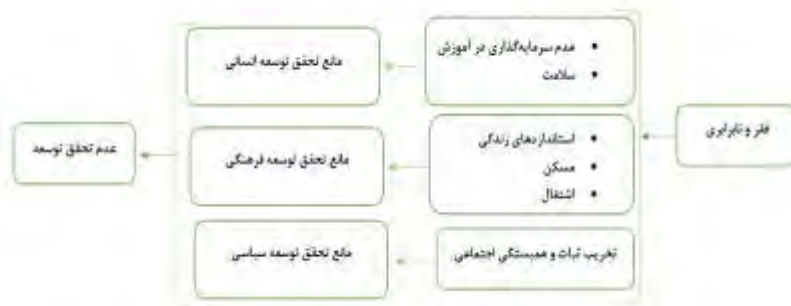 فقر و نابرابری
عدم سرمایه‌گذاری در آموزش
سلامت
استانداردهای زندگی
مسکن
اشتغال
تخریب ثبات و همبستگی اجتماعی
مانع تحقق توسعه انسانی
مانع تحقق توسعه فرهنگی
مانع تحقق توسعه سیاسی
عدم تحقق توسعه